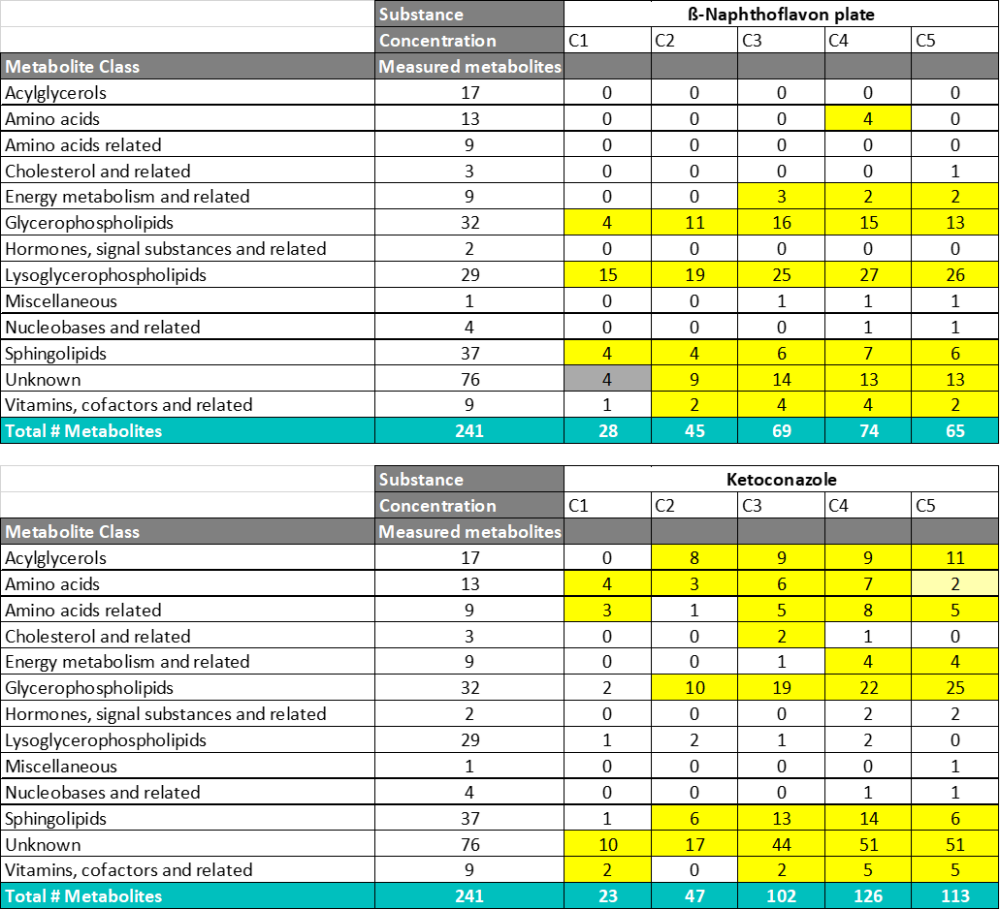 Substance ß-Naphthoflavon plate
Concentration C1 C2 C3 C4 C5
Metabolite Class Measured metabolites
Acylglycerols 17 0 0 0 0 0
Amino acids 13 0 0 0 4 0
Amino acids related 9 0 0 0 0 0
Cholesterol and related 3 0 0 0 0 1
Energy metabolism and related 9 0 0 3 2 2
Glycerophospholipids 32 4 11 16 15 13
Hormones, signal substances and related 2 0 0 0 0 0
Lysoglycerophospholipids 29 15 19 25 27 26
Miscellaneous 1 0 0 1 1 1
Nucleobases and related 4 0 0 0 1 1
Sphingolipids 37 4 4 6 7 6
Unknown 76 4 9 14 13 13
Vitamins, cofactors and related 9 1 2 4 4 2
Total # Metabolites 241 28 45 69 74 65
Substance Ketoconazole
Concentration C1 C2 C3 C4 C5
Metabolite Class Measured metabolites
Acylglycerols 17 0 8 9 9 11
Amino acids 13 4 3 6 7 2
Amino acids related 9 3 1 5 8 5
Cholesterol and related 3 0 0 2 1 0
Energy metabolism and related 9 0 0 1 4 4
Glycerophospholipids 32 2 10 19 22 25
Hormones, signal substances and related 2 0 0 0 2 2
Lysoglycerophospholipids 29 1 2 1 2 0
Miscellaneous 1 0 0 0 0 1
Nucleobases and related 4 0 0 0 1 1
Sphingolipids 37 1 6 13 14 6
Unknown 76 10 17 44 51 51
Vitamins, cofactors and related 9 2 0 2 5 5
Total # Metabolites 241 23 47 102 126 113